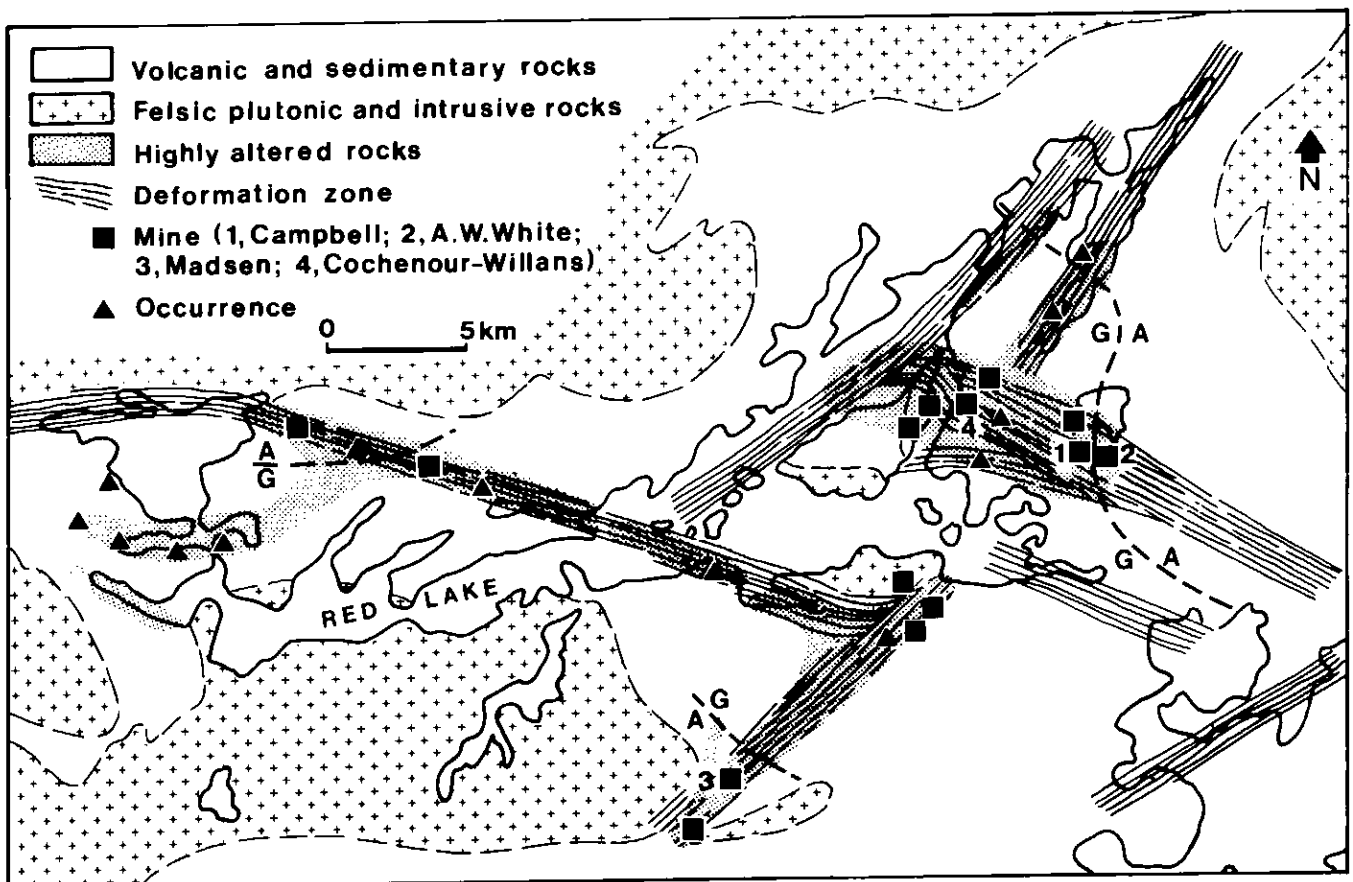 Volcanic and sedimentary rocks
Felsic plutonic and intrusive rocks
Highly altered rocks
Deformation zone
Mine (1, Campbell; 2, A.W. White;
3, Madsen; 4, Cochenour-Willans)
Occurrence
0 5km
N
G A
4
1 2
A
G
G A
RED LAKE
G
A
3